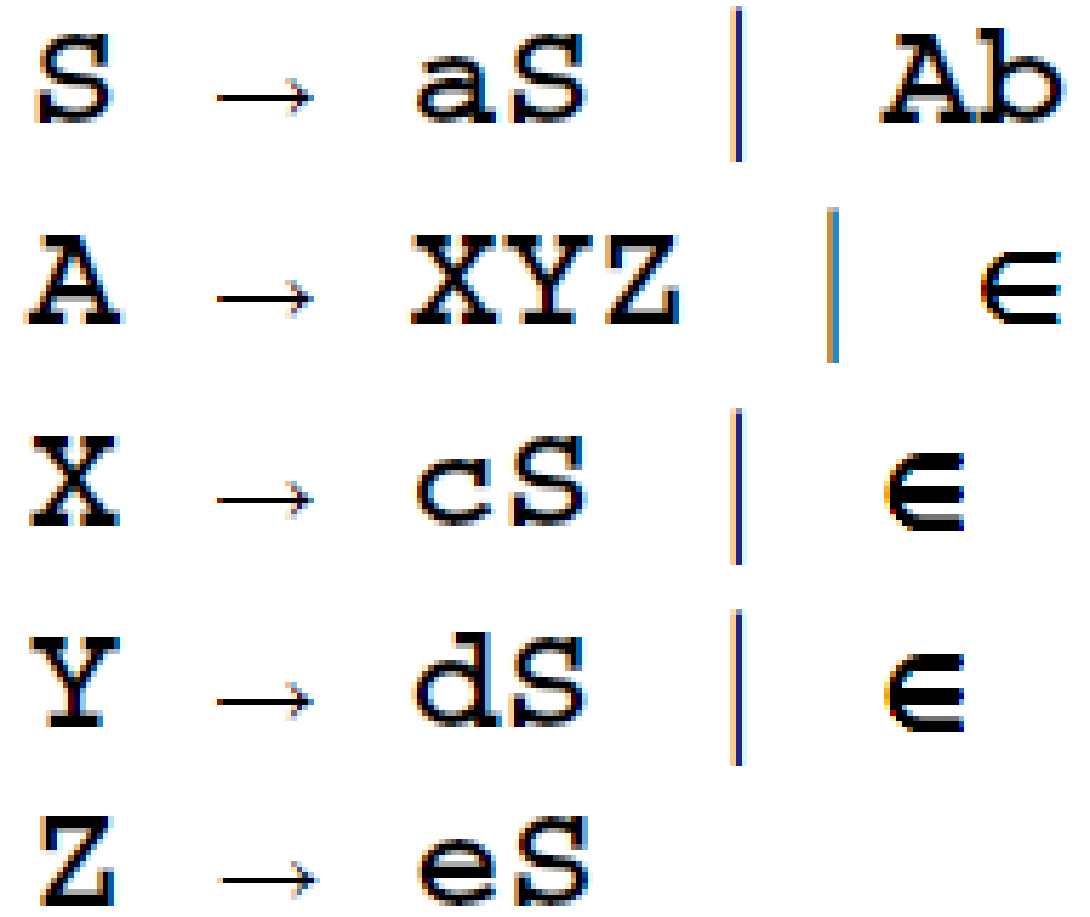 S → aS | Ab
A → XYZ | ∈
X → cS | ∈
Y → dS | ∈
Z → eS